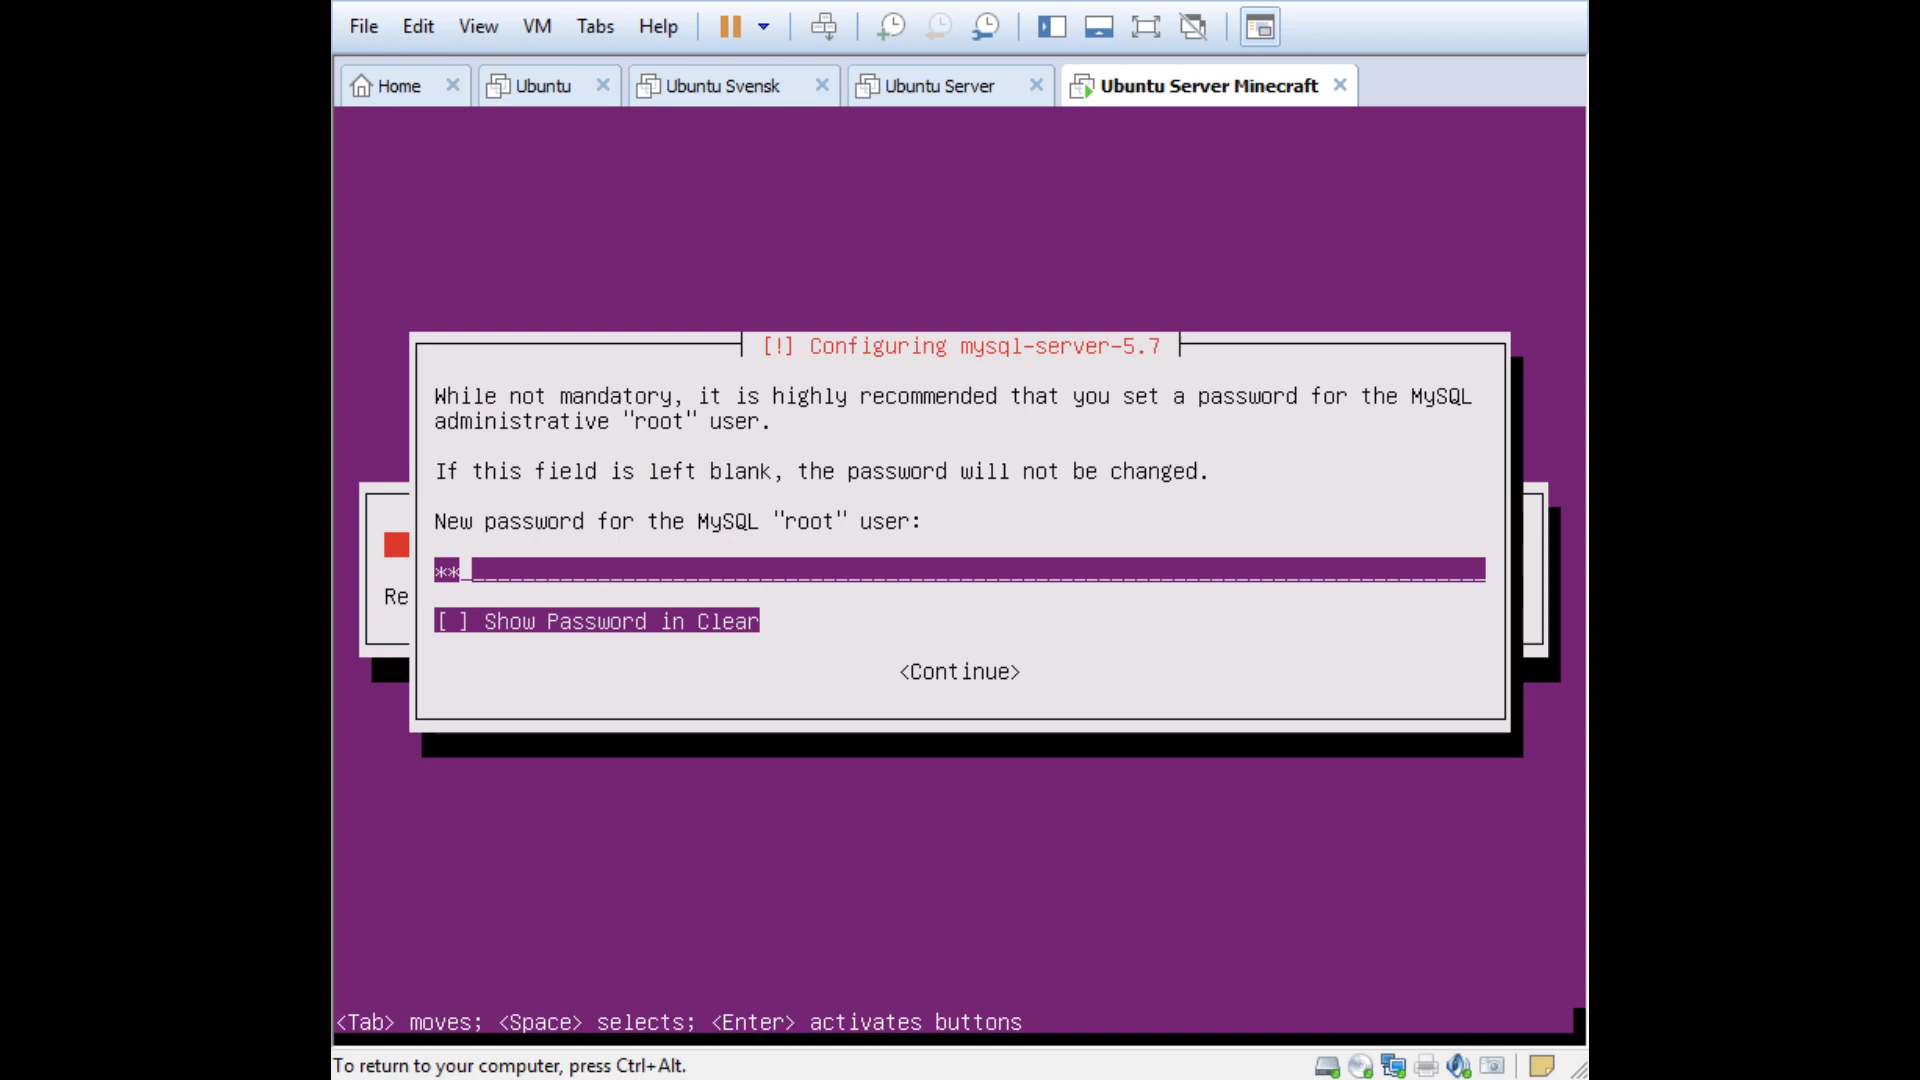 File Edit View VM Tabs Help
Home Ubuntu Ubuntu Svensk Ubuntu Server Ubuntu Server Minecraft
[!] Configuring mysql-server-5.7
While not mandatory, it is highly recommended that you set a password for the MySQL
administrative "root" user.
If this field is left blank, the password will not be changed.
New password for the MySQL "root" user:
**
[ ] Show Password in Clear
Re
<Continue>
<Tab> moves; <Space> selects; <Enter> activates buttons
To return to your computer, press Ctrl+Alt.